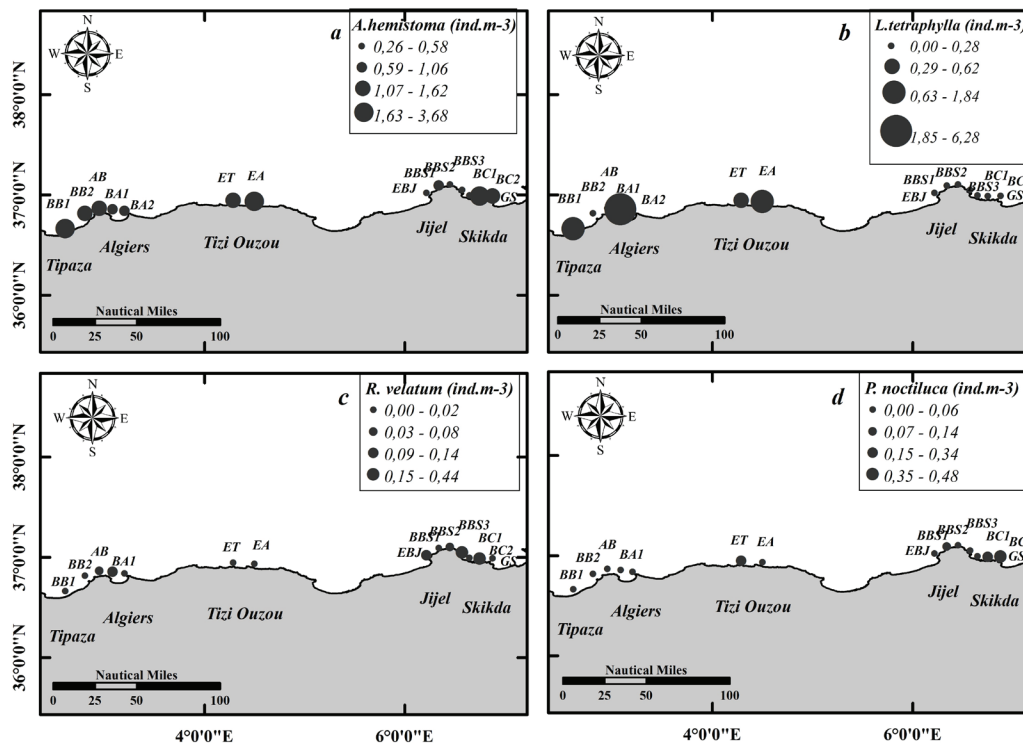 a
A.hemistoma (ind.m-3)
0,26 - 0,58
0,59 - 1,06
1,07 - 1,62
1,63 - 3,68
N
W E
S
38°0'0"N
37°0'0"N
36°0'0"N
BB1
BB2
AB
BA1
BA2
ET
EA
EBJ
BBS1
BBS2
BBS3
BC1
BC2
GS
Tipaza
Algiers
Tizi Ouzou
Jijel
Skikda
Nautical Miles
0 25 50 100
b
L.tetraphylla (ind.m-3)
0,00 - 0,28
0,29 - 0,62
0,63 - 1,84
1,85 - 6,28
N
W E
S
BB1
BB2
AB
BA1
BA2
ET
EA
EBJ
BBS1
BBS2
BBS3
BC1
BC
GS
Tipaza
Algiers
Tizi Ouzou
Jijel
Skikda
Nautical Miles
0 25 50 100
c
R. velatum (ind.m-3)
0,00 - 0,02
0,03 - 0,08
0,09 - 0,14
0,15 - 0,44
N
W E
S
38°0'0"N
37°0'0"N
36°0'0"N
BB1
BB2
AB
BA1
ET
EA
EBJ
BBS1
BBS2
BBS3
BC1
BC2
GS
Tipaza
Algiers
Tizi Ouzou
Jijel
Skikda
Nautical Miles
0 25 50 100
4°0'0"E
6°0'0"E
d
P. noctiluca (ind.m-3)
0,00 - 0,06
0,07 - 0,14
0,15 - 0,34
0,35 - 0,48
N
W E
S
BB1
BB2
AB
BA1
ET
EA
EBJ
BBS1
BBS2
BBS3
BC1
BC
GS
Tipaza
Algiers
Tizi Ouzou
Jijel
Skikda
Nautical Miles
0 25 50 100
4°0'0"E
6°0'0"E